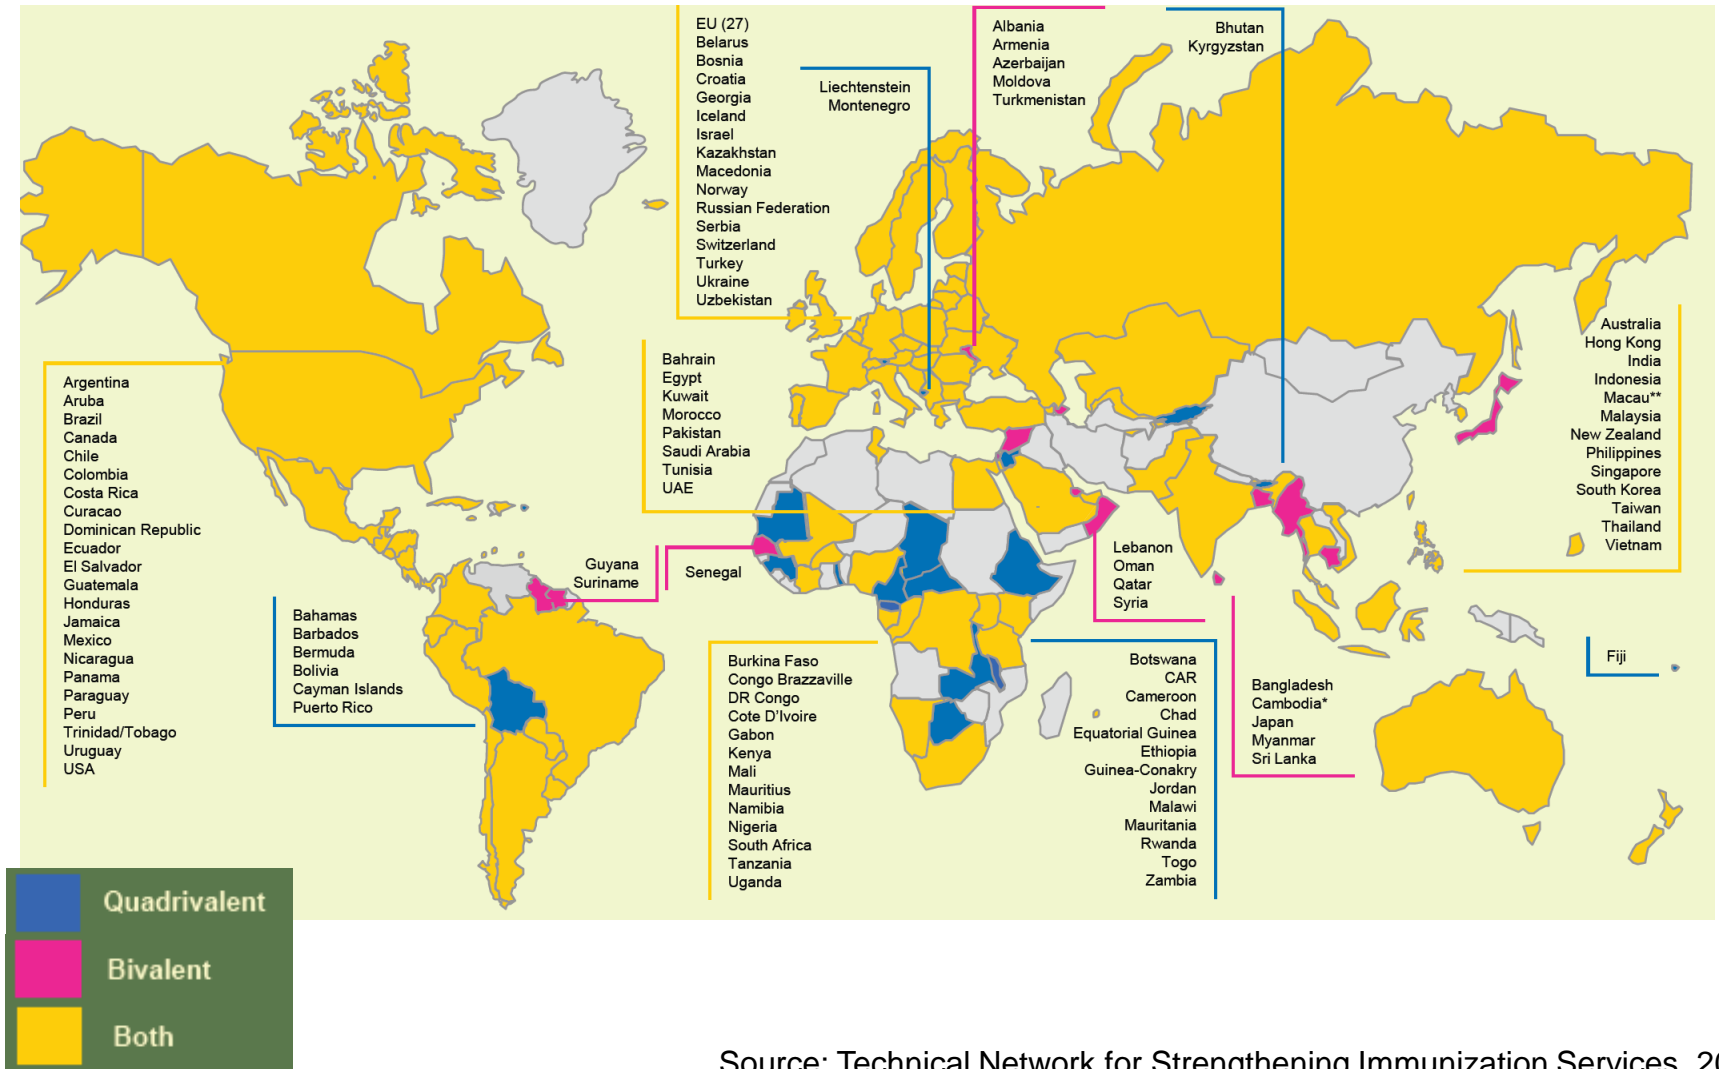 EU (27)
Belarus
Bosnia
Croatia
Georgia
Iceland
Israel
Kazakhstan
Macedonia
Norway
Russian Federation
Serbia
Switzerland
Turkey
Ukraine
Uzbekistan
Liechtenstein
Montenegro
Albania
Armenia
Azerbaijan
Moldova
Turkmenistan
Bhutan
Kyrgyzstan
Argentina
Aruba
Brazil
Canada
Chile
Colombia
Costa Rica
Curacao
Dominican Republic
Ecuador
El Salvador
Guatemala
Honduras
Jamaica
Mexico
Nicaragua
Panama
Paraguay
Peru
Trinidad/Tobago
Uruguay
USA
Bahrain
Egypt
Kuwait
Morocco
Pakistan
Saudi Arabia
Tunisia
UAE
Australia
Hong Kong
India
Indonesia
Macau**
Malaysia
New Zealand
Philippines
Singapore
South Korea
Taiwan
Thailand
Vietnam
Guyana
Suriname
Senegal
Lebanon
Oman
Qatar
Syria
Bahamas
Barbados
Bermuda
Bolivia
Cayman Islands
Puerto Rico
Burkina Faso
Congo Brazzaville
DR Congo
Cote D'Ivoire
Gabon
Kenya
Mali
Mauritius
Namibia
Nigeria
South Africa
Tanzania
Uganda
Botswana
CAR
Cameroon
Chad
Equatorial Guinea
Ethiopia
Guinea-Conakry
Jordan
Malawi
Mauritania
Rwanda
Togo
Zambia
Bangladesh
Cambodia*
Japan
Myanmar
Sri Lanka
Fiji
Quadrivalent
Bivalent
Both
Source: Technical Network for Strengthening Immunization Services,